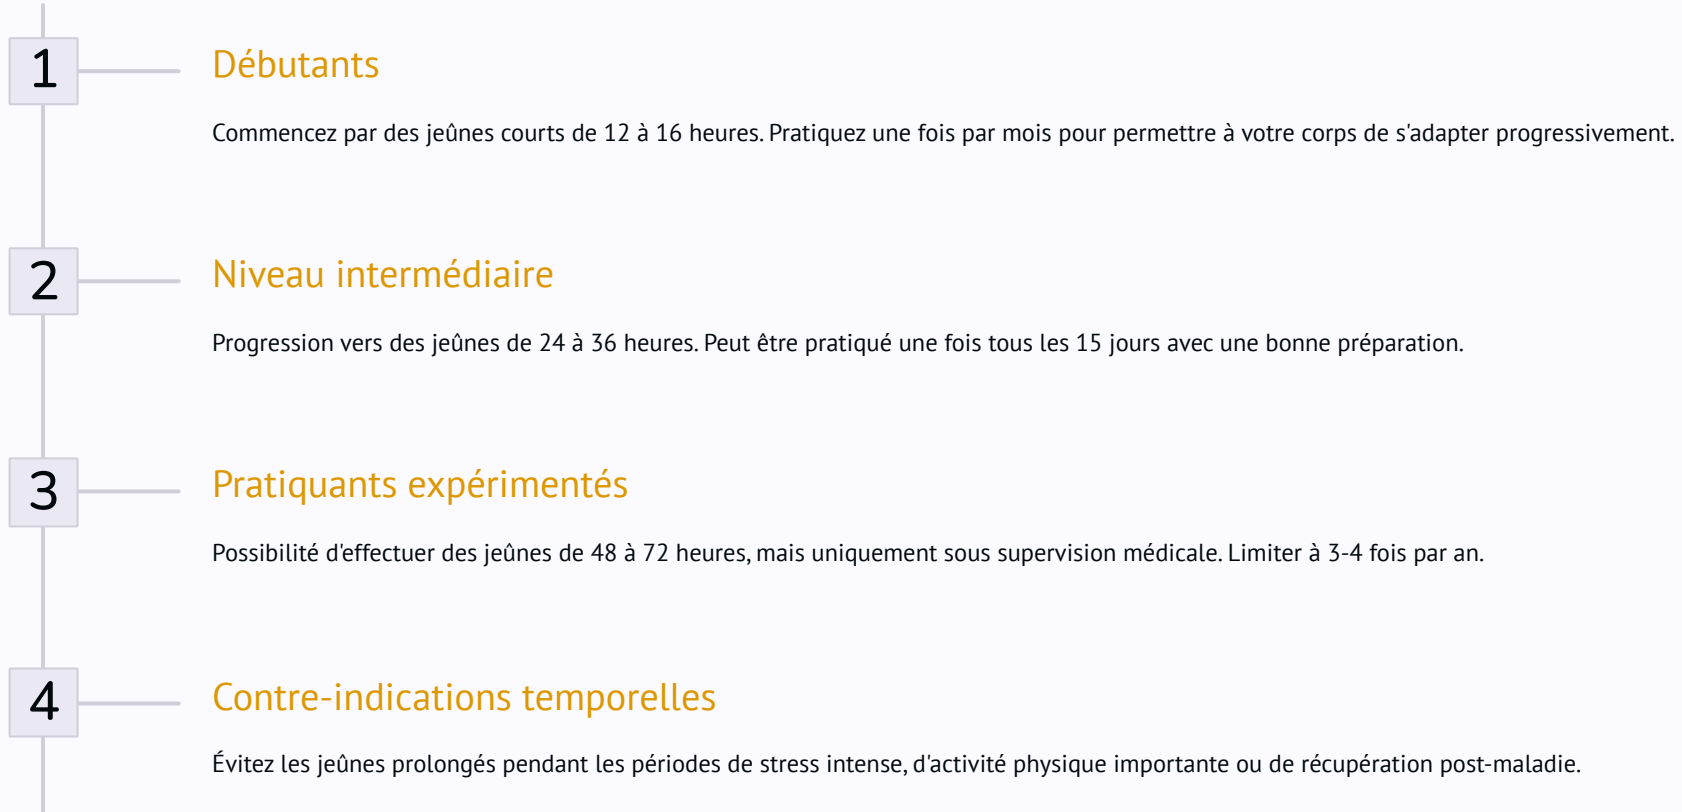 1
Débutants
Commencez par des jeûnes courts de 12 à 16 heures. Pratiquez une fois par mois pour permettre à votre corps de s'adapter progressivement.
2
Niveau intermédiaire
Progression vers des jeûnes de 24 à 36 heures. Peut être pratiqué une fois tous les 15 jours avec une bonne préparation.
3
Pratiquants expérimentés
Possibilité d'effectuer des jeûnes de 48 à 72 heures, mais uniquement sous supervision médicale. Limiter à 3-4 fois par an.
4
Contre-indications temporelles
Évitez les jeûnes prolongés pendant les périodes de stress intense, d'activité physique importante ou de récupération post-maladie.